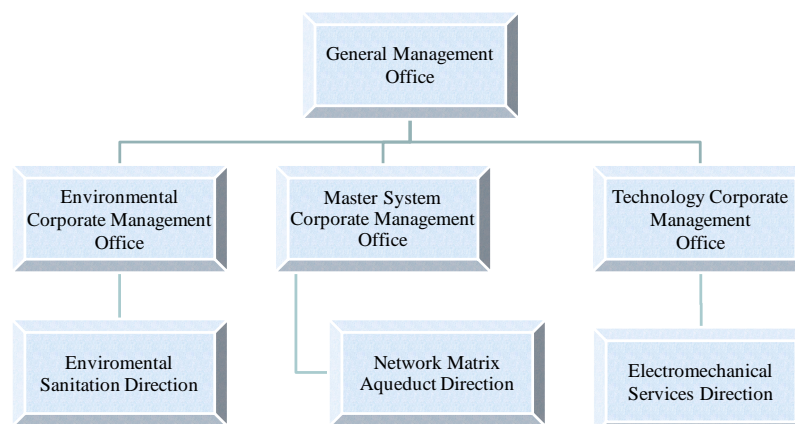 General Management
Office
Environmental
Corporate Management
Office
Master System
Corporate Management
Office
Technology Corporate
Management
Office
Enviromental
Sanitation Direction
Network Matrix
Aqueduct Direction
Electromechanical
Services Direction